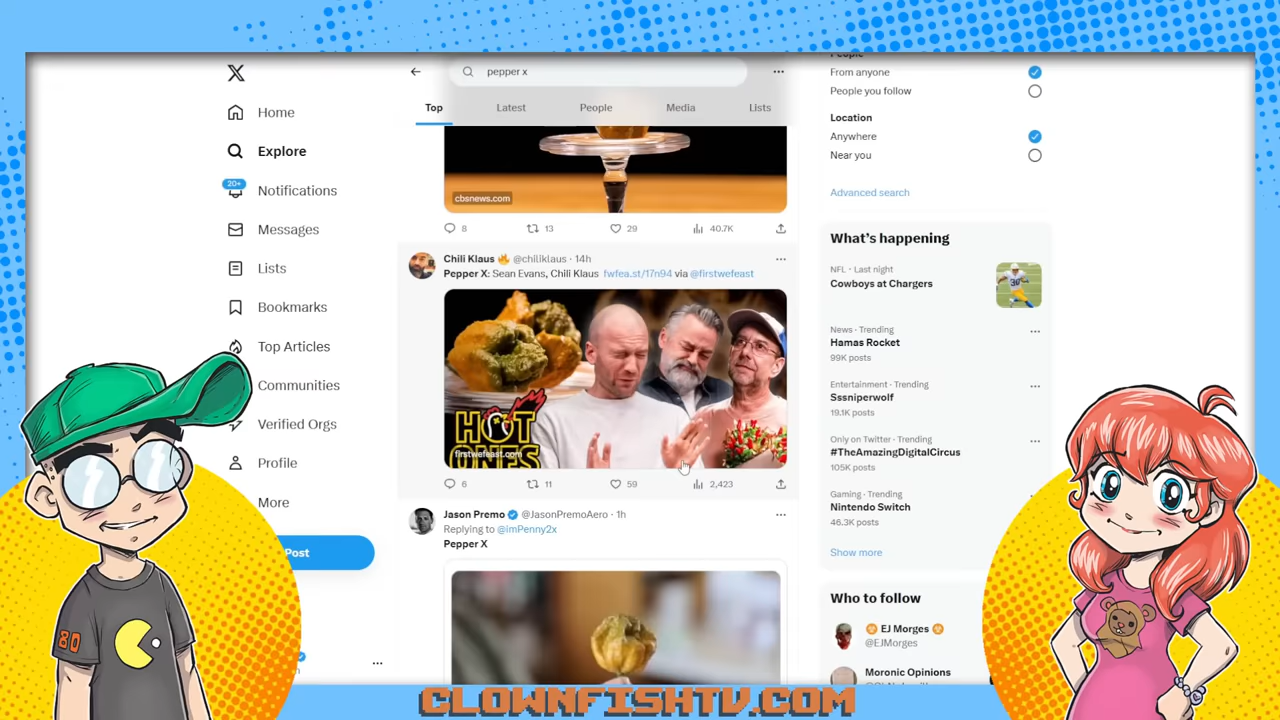 pepper x
Top
Latest
People
Media
Lists
Home
Explore
20+
Notifications
Messages
Lists
Bookmarks
Top Articles
Communities
Verified Orgs
Profile
More
Post
cbsnews.com
8
13
29
40.7K
Chili Klaus 🔥 @chiliklaus · 14h
Pepper X: Sean Evans, Chili Klaus fwfea.st/17n94 via @firstwefeast
HOT
ONES
firstwefeast.com
6
11
59
2,423
Jason Premo @JasonPremoAero · 1h
Replying to @imPenny2x
Pepper X
People
From anyone
People you follow
Location
Anywhere
Near you
Advanced search
What's happening
NFL · Last night
Cowboys at Chargers
News · Trending
Hamas Rocket
99K posts
Entertainment · Trending
Sssniperwolf
19.1K posts
Only on Twitter · Trending
#TheAmazingDigitalCircus
105K posts
Gaming · Trending
Nintendo Switch
46.3K posts
Show more
Who to follow
☣ EJ Morges ☣
@EJMorges
Moronic Opinions
80
CLOWNFISHTV.COM